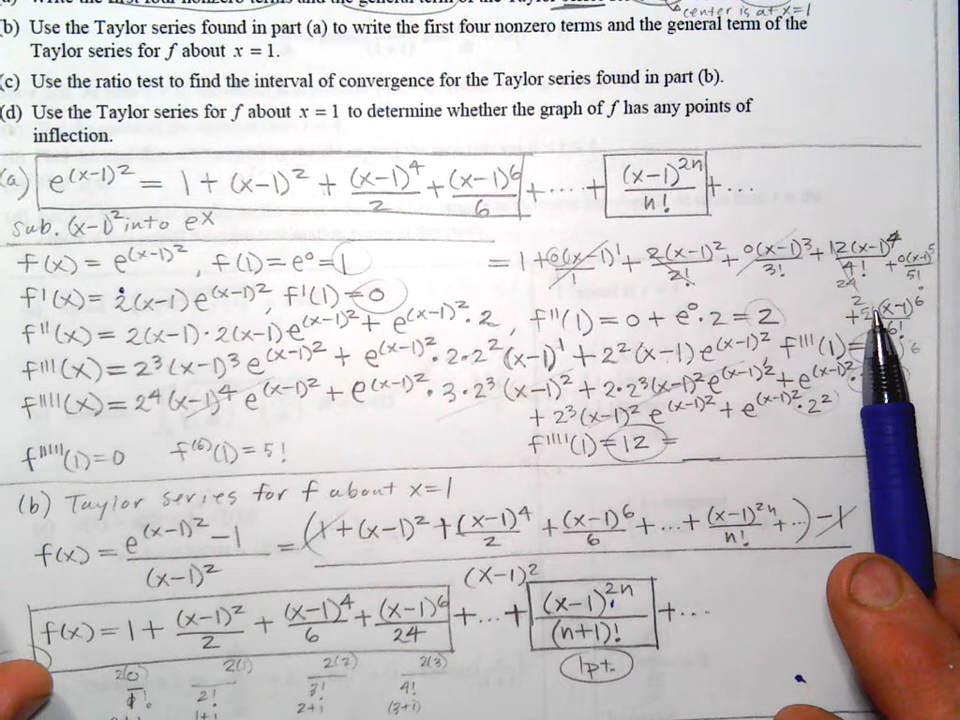 center is at x=1
(b) Use the Taylor series found in part (a) to write the first four nonzero terms and the general term of the
Taylor series for f about x = 1.
(c) Use the ratio test to find the interval of convergence for the Taylor series found in part (b).
(d) Use the Taylor series for f about x = 1 to determine whether the graph of f has any points of
inflection.
(a) e^(x-1)^2 = 1 + (x-1)^2 + (x-1)^4/2 + (x-1)^6/6 + .... + (x-1)^2n/n! + ...
sub. (x-1)^2 into e^x
f(x) = e^(x-1)^2, f(1) = e^0 = 1 = 1 + 0(x-1)^1/1! + 2(x-1)^2/2! + 0(x-1)^3/3! + 12(x-1)^4/4! + 0(x-1)^5/5!
24
f'(x) = 2(x-1)e^(x-1)^2, f'(1) = 0
f''(x) = 2(x-1)·2(x-1)e^(x-1)^2 + e^(x-1)^2·2, f''(1) = 0 + e^0·2 = 2
f'''(x) = 2^3(x-1)^3 e^(x-1)^2 + e^(x-1)^2·2·2^2(x-1)^1 + 2^2(x-1)e^(x-1)^2 f'''(1) =
f''''(x) = 2^4(x-1)^4 e^(x-1)^2 + e^(x-1)^2·3·2^3(x-1)^2 + 2·2^3(x-1)^2 e^(x-1)^2 + e^(x-1)^2
+ 2^3(x-1)^2 e^(x-1)^2 + e^(x-1)^2·2^2
f''''(1) = 12 =
f'''''(1) = 0 f^(6)(1) = 5!
(b) Taylor series for f about x=1
f(x) = e^(x-1)^2 - 1/(x-1)^2 = (1 + (x-1)^2 + (x-1)^4/2 + (x-1)^6/6 + ... + (x-1)^2n/n! + ..) - 1
(x-1)^2
f(x) = 1 + (x-1)^2/2 + (x-1)^4/6 + (x-1)^6/24 + ... + (x-1)^2n/(n+1)! + ...
1pt.
2(0) 2(1) 2(2) 2(3)
1! 2! 3! 4!
1+1 2+1 (3+1)